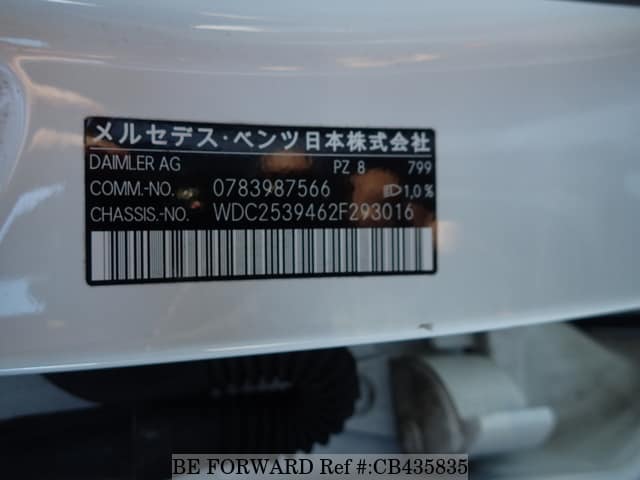 メルセデス・ベンツ日本株式会社
DAIMLER AG PZ 8 799
COMM.-NO. 0783987566 1,0%
CHASSIS.-NO. WDC2539462F293016
BE FORWARD Ref #:CB435835